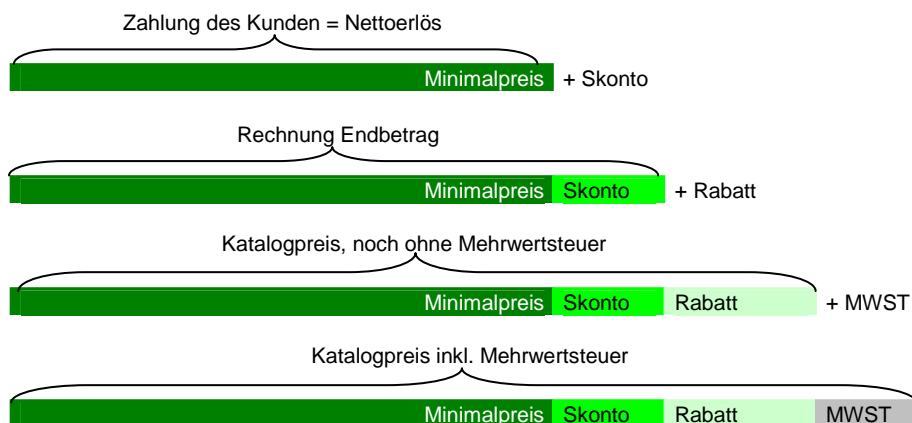 Zahlung des Kunden = Nettoerlös
Minimalpreis + Skonto
Rechnung Endbetrag
Minimalpreis Skonto + Rabatt
Katalogpreis, noch ohne Mehrwertsteuer
Minimalpreis Skonto Rabatt + MWST
Katalogpreis inkl. Mehrwertsteuer
Minimalpreis Skonto Rabatt MWST